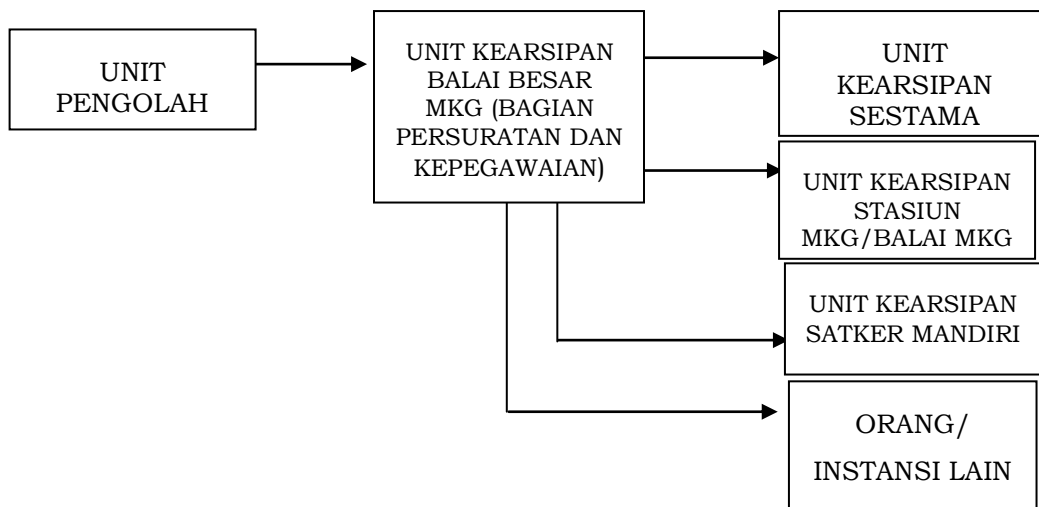 UNIT
PENGOLAH
UNIT KEARSIPAN
BALAI BESAR
MKG (BAGIAN
PERSURATAN DAN
KEPEGAWAIAN)
UNIT
KEARSIPAN
SESTAMA
UNIT KEARSIPAN
STASIUN
MKG/BALAI MKG
UNIT KEARSIPAN
SATKER MANDIRI
ORANG/
INSTANSI LAIN